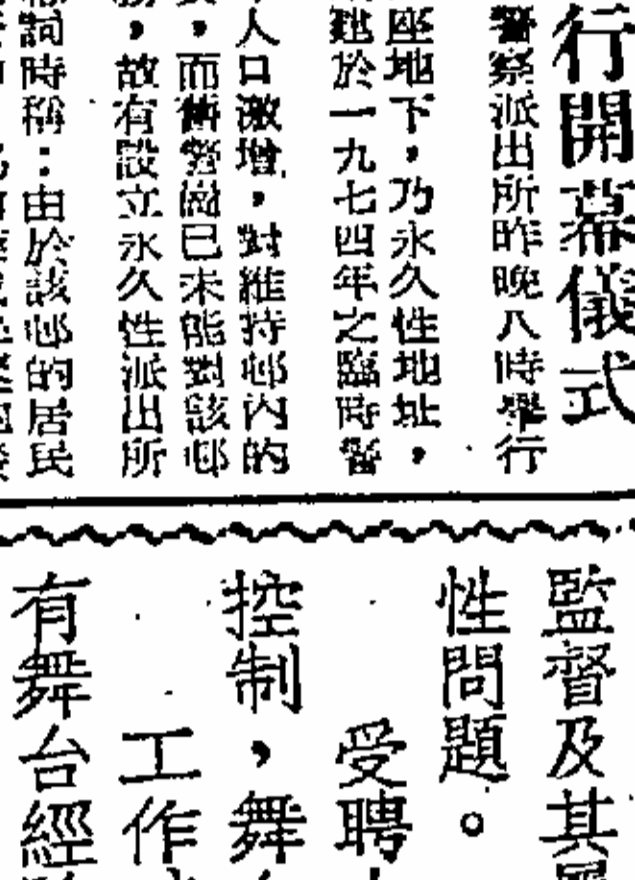 行開幕儀式
警察派出所昨晚八時舉行
座地下，乃永久性地址，
建於一九七四年之臨時警
人口激增，對維持邨內的
，而舊警崗已未能對該邨
，故有設立永久性派出所
詞時稱：由於該邨的居民
監督及其
性問題。
受聘
控制，舞
工作
有舞台經